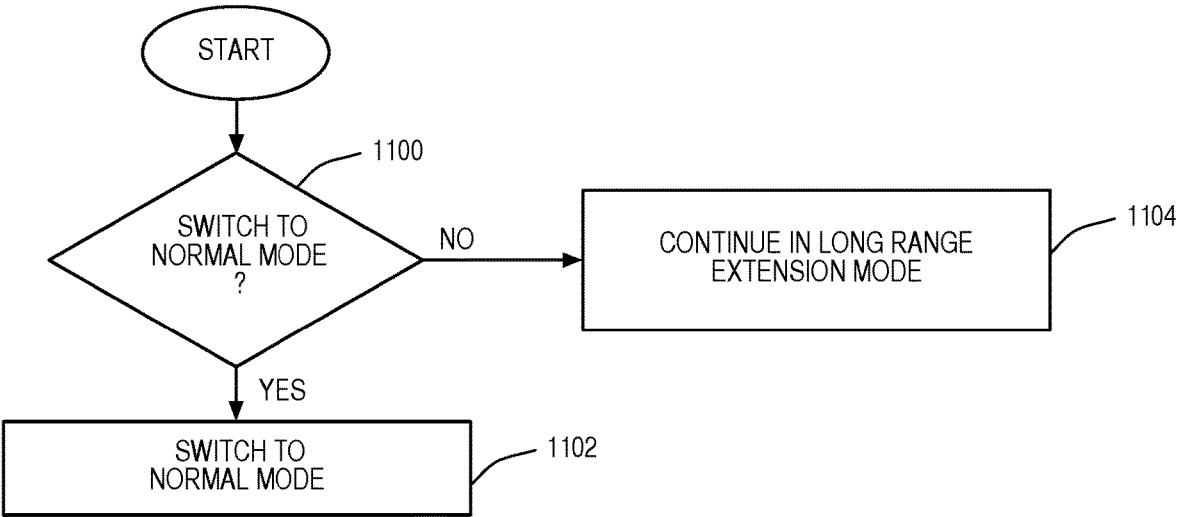 START
1100
SWITCH TO
NORMAL MODE
?
NO
CONTINUE IN LONG RANGE
EXTENSION MODE
1104
YES
SWITCH TO
NORMAL MODE
1102